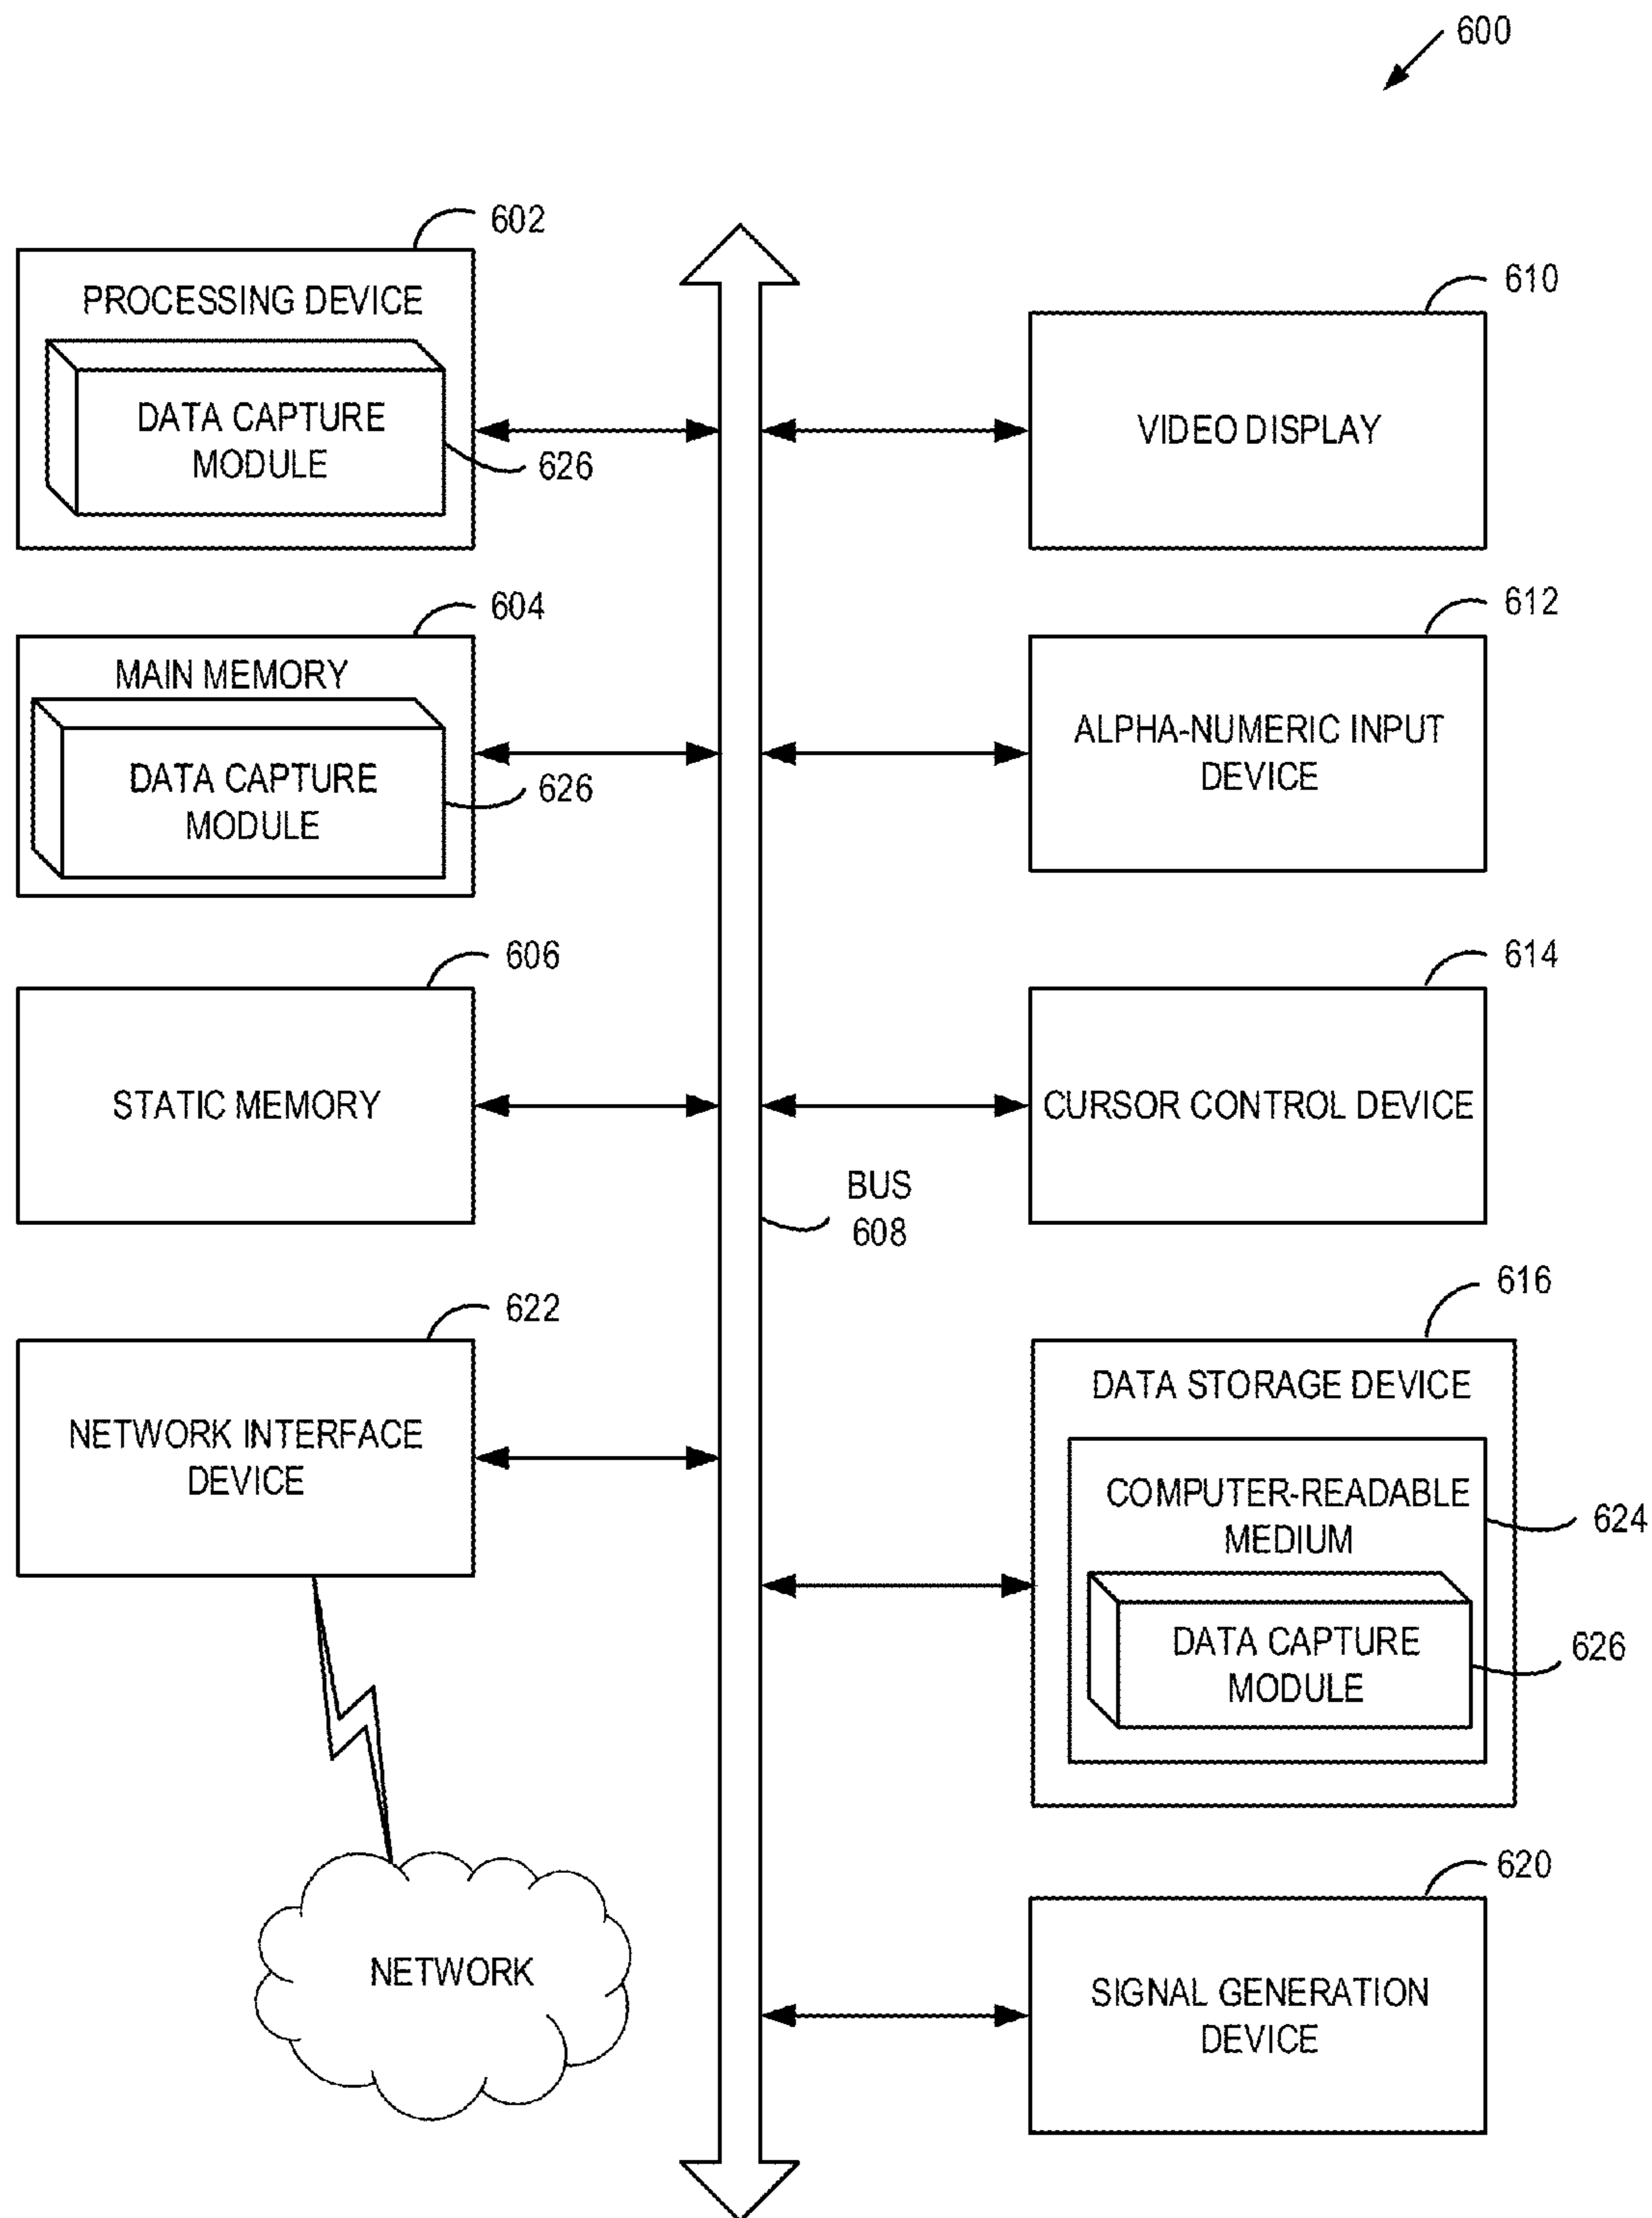 600
602
PROCESSING DEVICE
DATA CAPTURE
MODULE
626
610
VIDEO DISPLAY
604
MAIN MEMORY
DATA CAPTURE
MODULE
626
612
ALPHA-NUMERIC INPUT
DEVICE
606
STATIC MEMORY
614
CURSOR CONTROL DEVICE
BUS
608
622
NETWORK INTERFACE
DEVICE
616
DATA STORAGE DEVICE
COMPUTER-READABLE
MEDIUM
624
DATA CAPTURE
MODULE
626
NETWORK
620
SIGNAL GENERATION
DEVICE